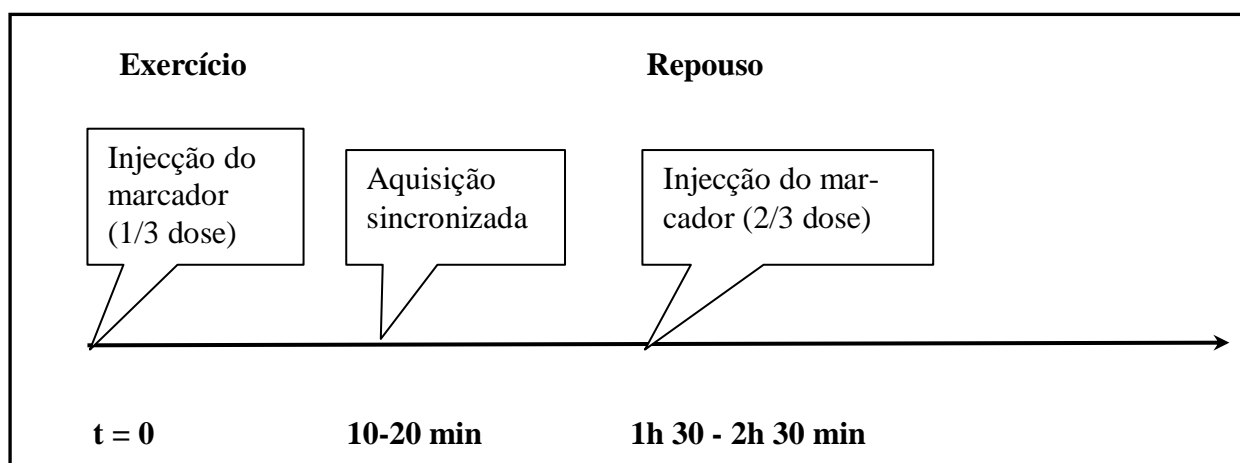 Exercício
Repouso
Injecção do
marcador
(1/3 dose)
Aquisição
sincronizada
Injecção do mar-
cador (2/3 dose)
t = 0
10-20 min
1h 30 - 2h 30 min